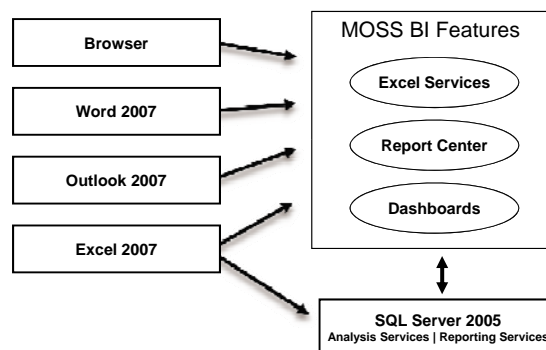 Browser
Word 2007
Outlook 2007
Excel 2007
MOSS BI Features
Excel Services
Report Center
Dashboards
SQL Server 2005
Analysis Services | Reporting Services